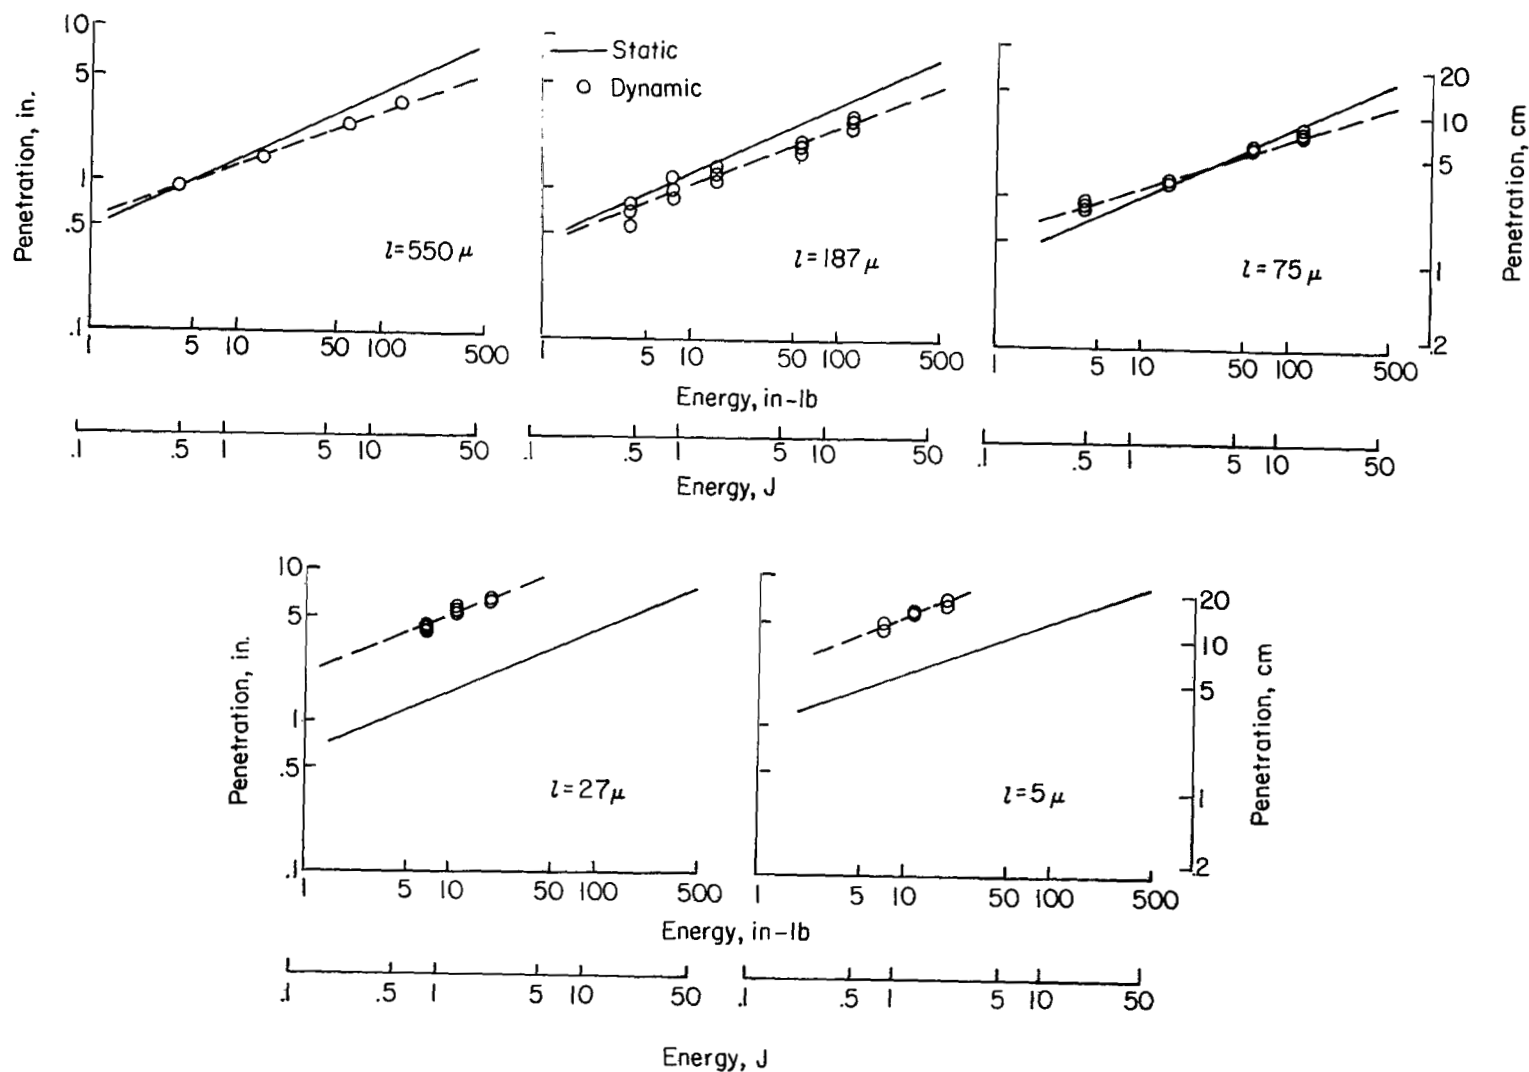 10
5
1
.5
.1
Penetration, in.
l=550 μ
1 5 10 50 100 500
Static
Dynamic
l=187 μ
1 5 10 50 100 500
l=75 μ
1 5 10 50 100 500
20
10
5
1
.2
Penetration, cm
Energy, in-lb
.1 .5 1 5 10 50
.1 .5 1 5 10 50
.1 .5 1 5 10 50
Energy, J
10
5
1
.5
.1
Penetration, in.
l=27 μ
1 5 10 50 100 500
l=5 μ
1 5 10 50 100 500
20
10
5
1
.2
Penetration, cm
Energy, in-lb
.1 .5 1 5 10 50
.1 .5 1 5 10 50
Energy, J